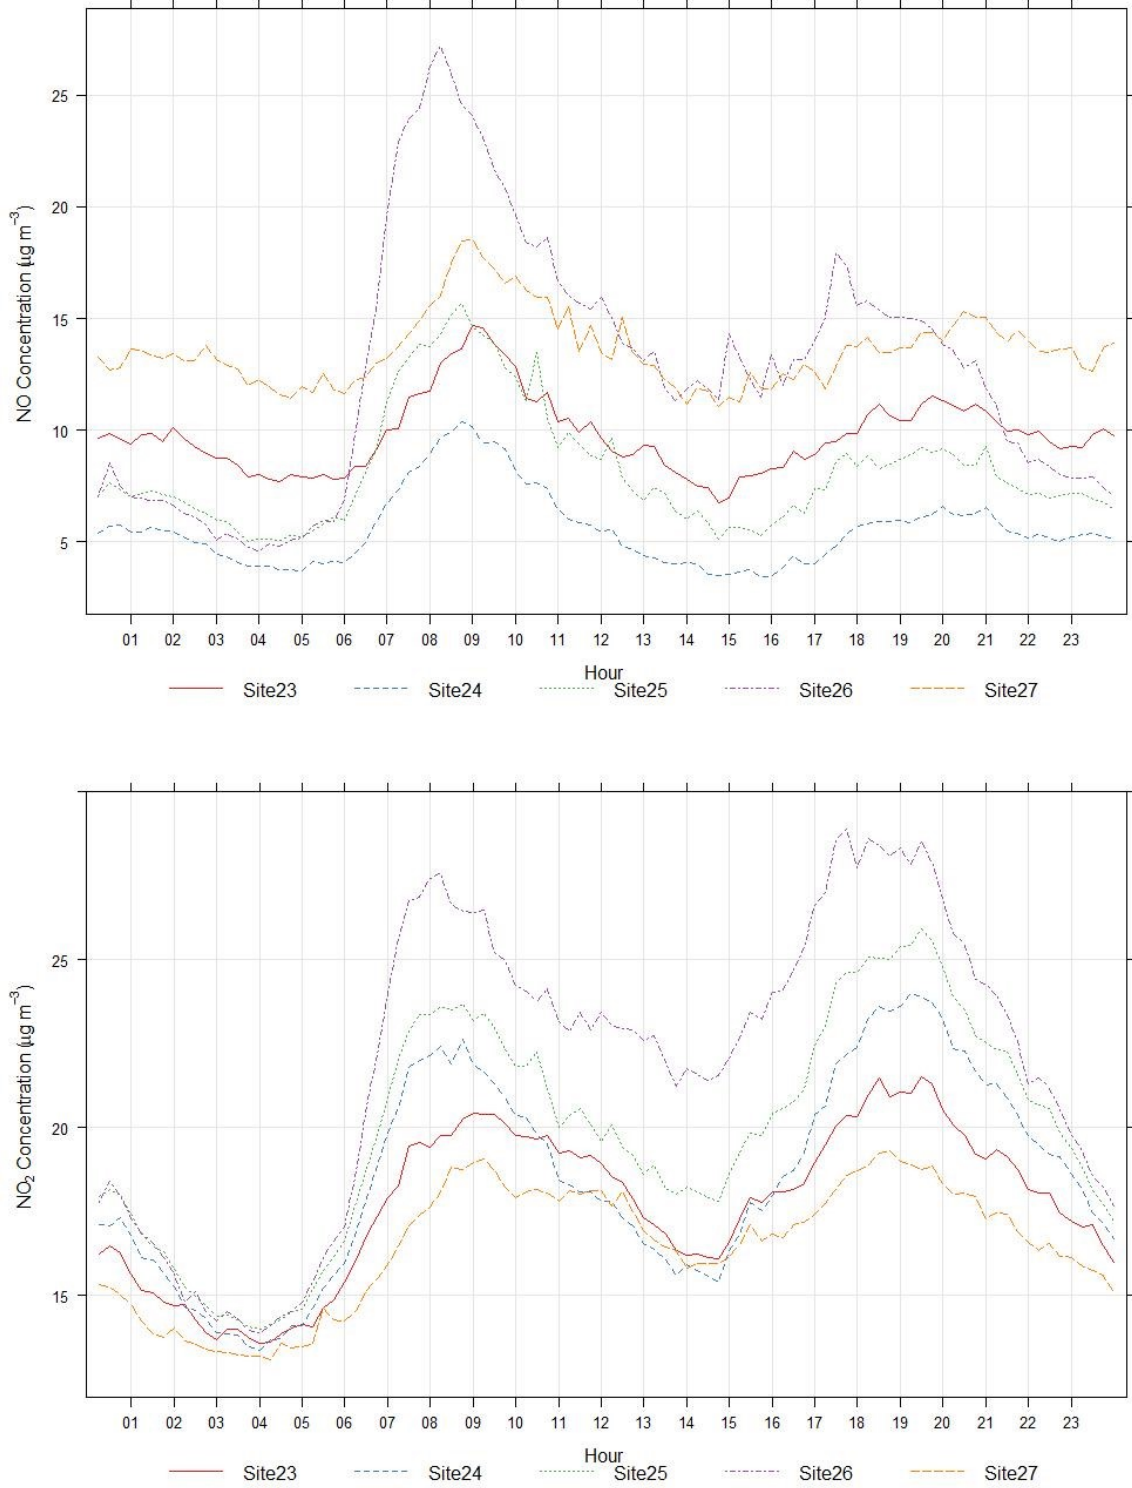 25
20
15
10
5
NO Concentration (µg m⁻³)
01 02 03 04 05 06 07 08 09 10 11 12 13 14 15 16 17 18 19 20 21 22 23
Hour
Site23 Site24 Site25 Site26 Site27
25
20
15
NO₂ Concentration (µg m⁻³)
01 02 03 04 05 06 07 08 09 10 11 12 13 14 15 16 17 18 19 20 21 22 23
Hour
Site23 Site24 Site25 Site26 Site27